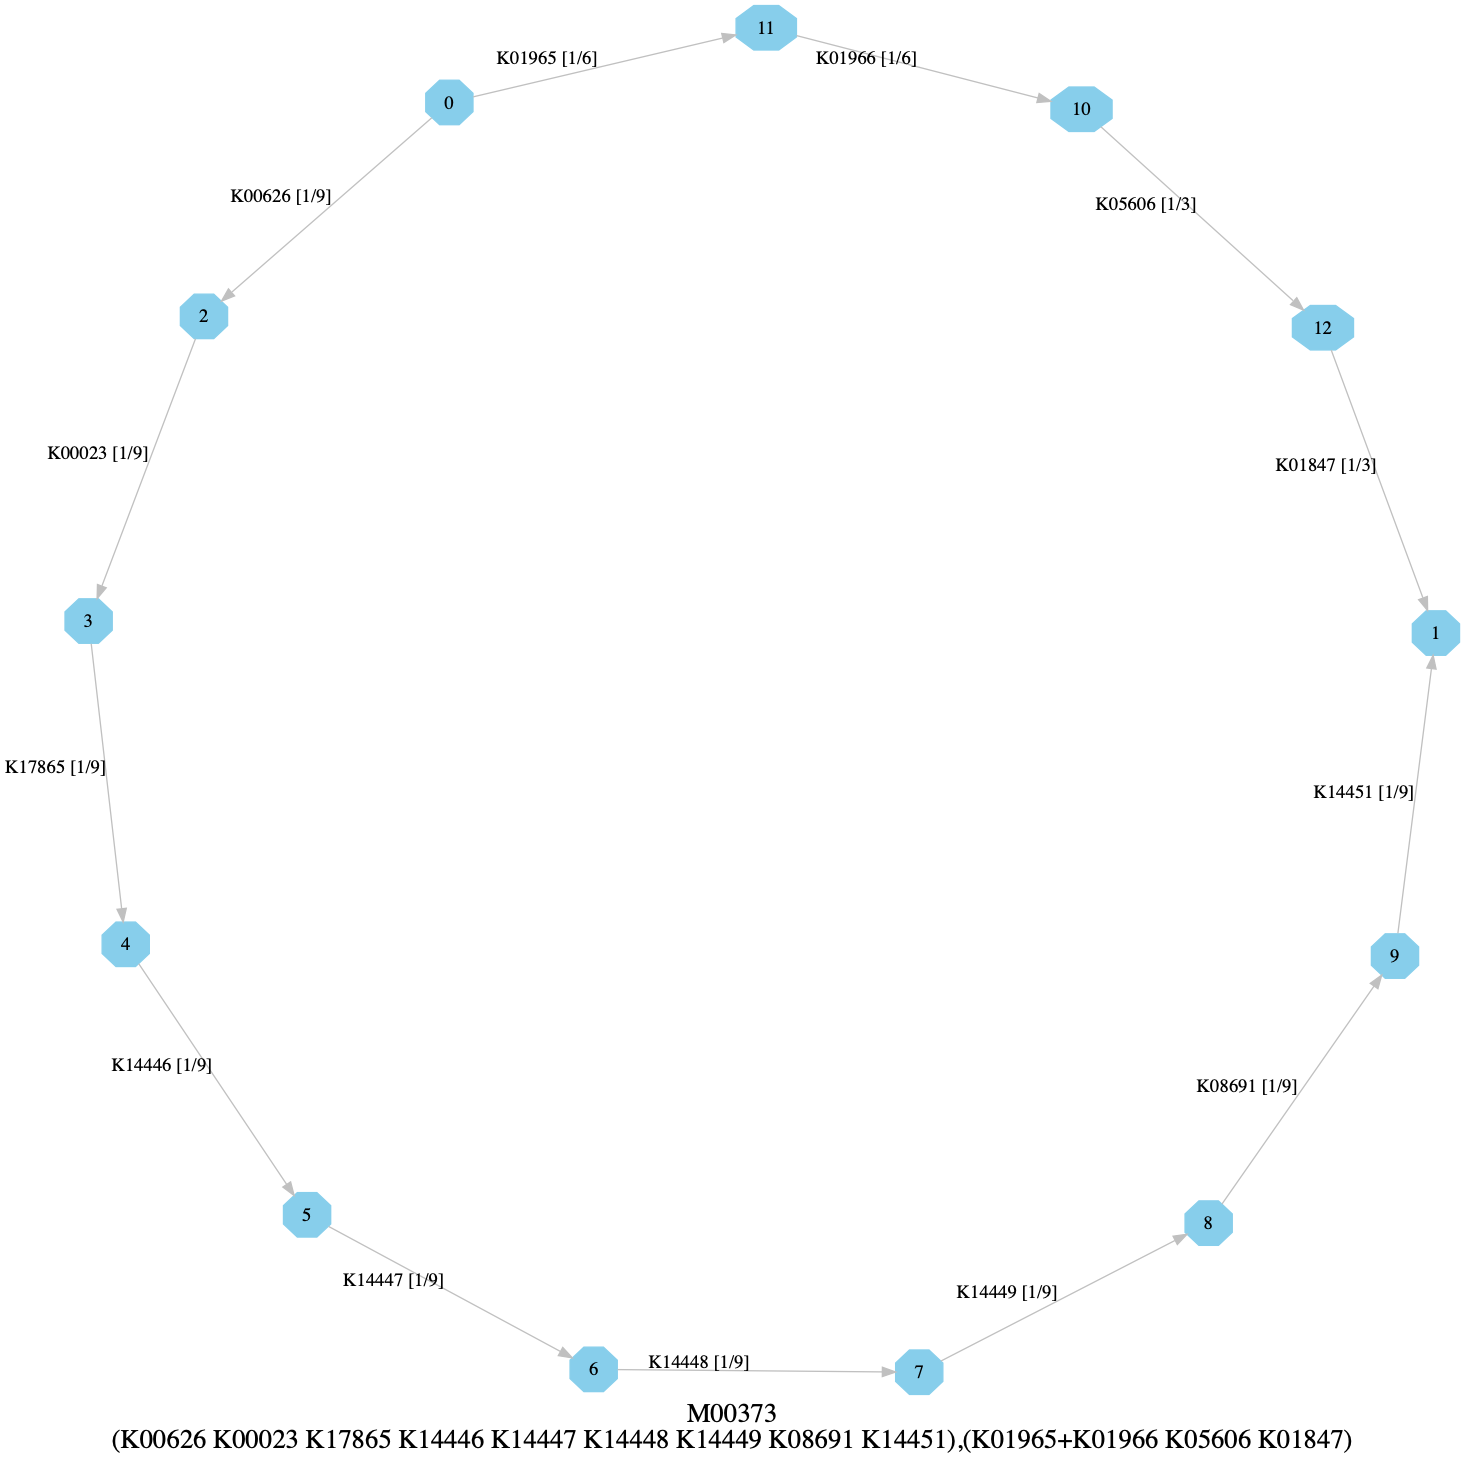 11
K01965 [1/6]
K01966 [1/6]
0
10
K00626 [1/9]
K05606 [1/3]
2
12
K00023 [1/9]
K01847 [1/3]
3
1
K17865 [1/9]
K14451 [1/9]
4
9
K14446 [1/9]
K08691 [1/9]
5
8
K14447 [1/9]
K14449 [1/9]
K14448 [1/9]
6
7
M00373
(K00626 K00023 K17865 K14446 K14447 K14448 K14449 K08691 K14451),(K01965+K01966 K05606 K01847)